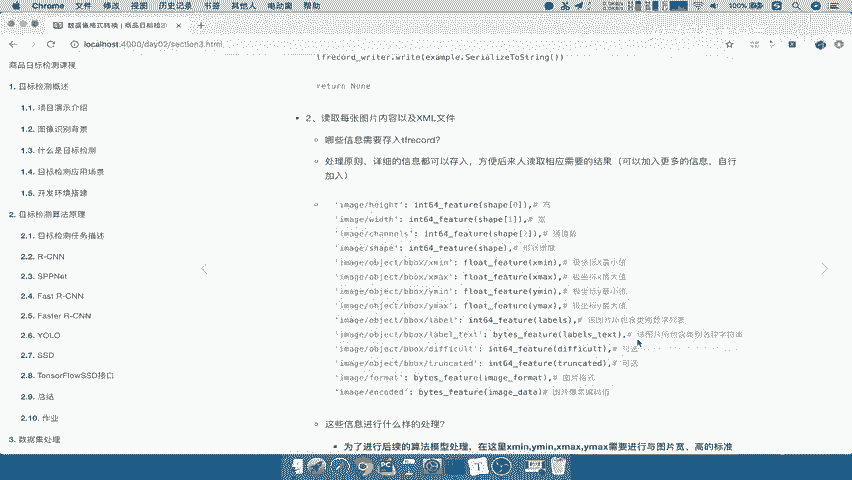 Chrome 文件 修改 视图 历史记录 书签 其他人 电动窗 帮助
100%
数据集格式转换 | 商品目标检测
localhost:4000/day02/section3.html
商品目标检测课程
1. 目标检测概述
1.1. 项目演示介绍
1.2. 图像识别背景
1.3. 什么是目标检测
1.4. 目标检测应用场景
1.5. 开发环境搭建
2. 目标检测算法原理
2.1. 目标检测任务描述
2.2. R-CNN
2.3. SPPNet
2.4. Fast R-CNN
2.5. Faster R-CNN
2.6. YOLO
2.7. SSD
2.8. TensorFlowSSD接口
2.9. 总结
2.10. 作业
3. 数据集处理
tfrecord_writer.write(example.SerializeToString())
return None
2、读取每张图片内容以及XML文件
哪些信息需要存入tfrecord?
处理原则，详细的信息都可以存入，方便后来人读取相应需要的结果（可以加入更多的信息，自行
加入）
'image/height': int64_feature(shape[0]),# 高
'image/width': int64_feature(shape[1]),# 宽
'image/channels': int64_feature(shape[2]),# 通道数
'image/shape': int64_feature(shape),#
'image/object/bbox/xmin': float_feature(xmin),# 极坐标x最小值
'image/object/bbox/xmax': float_feature(xmax),# 极坐标x最大值
'image/object/bbox/ymin': float_feature(ymin),# 极坐标y最小值
'image/object/bbox/ymax': float_feature(ymax),# 极坐标y最大值
'image/object/bbox/label': int64_feature(labels),# 该图片所包含类别数字列表
'image/object/bbox/label_text': bytes_feature(labels_text),# 该图片所包含类别名称字符串
'image/object/bbox/difficult': int64_feature(difficult),# 可选
'image/object/bbox/truncated': int64_feature(truncated),# 可选
'image/format': bytes_feature(image_format),# 图片格式
'image/encoded': bytes_feature(image_data)# 图片像素编码值
这些信息进行什么样的处理?
为了进行后续的算法模型处理，在这里xmin,ymin,xmax,ymax需要进行与图片宽、高的标准